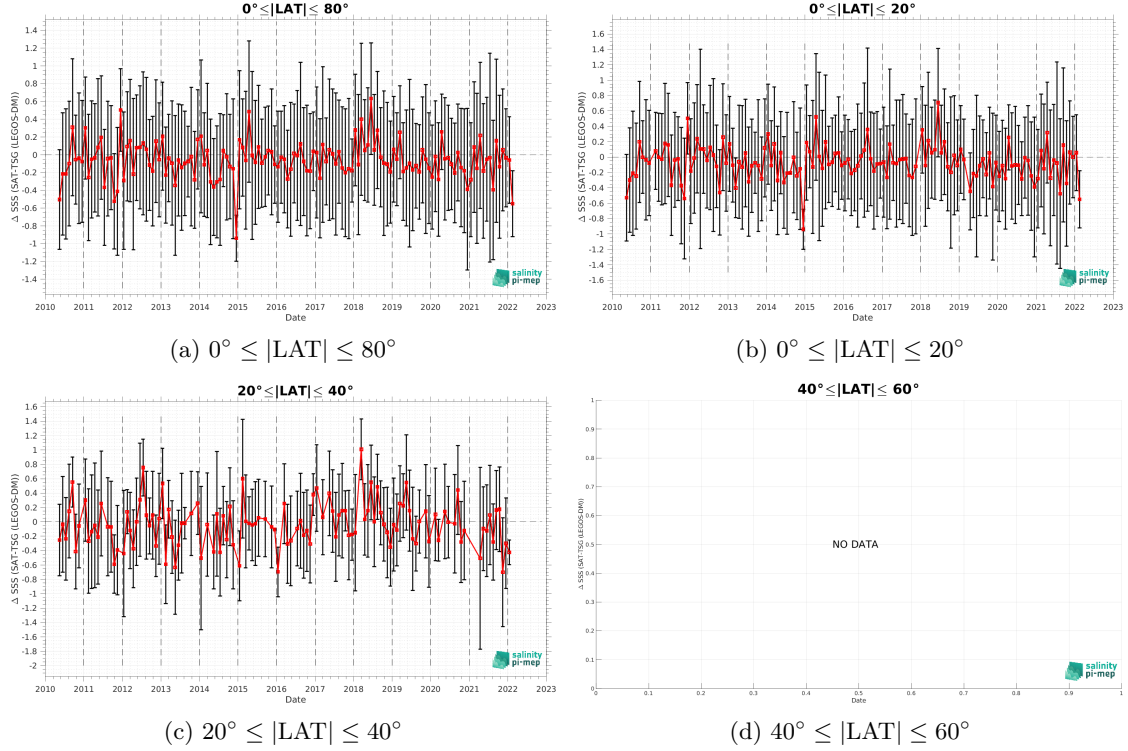 0°≤|LAT|≤ 80°
Δ SSS (SAT-TSG (LEGOS-DM))
1.4
1.2
1
0.8
0.6
0.4
0.2
0
-0.2
-0.4
-0.6
-0.8
-1
-1.2
-1.4
2010 2011 2012 2013 2014 2015 2016 2017 2018 2019 2020 2021 2022 2023
Date
salinity
pi-mep
(a) 0° ≤ |LAT| ≤ 80°
0°≤|LAT|≤ 20°
Δ SSS (SAT-TSG (LEGOS-DM))
1.6
1.4
1.2
1
0.8
0.6
0.4
0.2
0
-0.2
-0.4
-0.6
-0.8
-1
-1.2
-1.4
-1.6
2010 2011 2012 2013 2014 2015 2016 2017 2018 2019 2020 2021 2022 2023
Date
salinity
pi-mep
(b) 0° ≤ |LAT| ≤ 20°
20°≤|LAT|≤ 40°
Δ SSS (SAT-TSG (LEGOS-DM))
1.6
1.4
1.2
1
0.8
0.6
0.4
0.2
0
-0.2
-0.4
-0.6
-0.8
-1
-1.2
-1.4
-1.6
-1.8
-2
2010 2011 2012 2013 2014 2015 2016 2017 2018 2019 2020 2021 2022 2023
Date
salinity
pi-mep
(c) 20° ≤ |LAT| ≤ 40°
40°≤|LAT|≤ 60°
Δ SSS (SAT-TSG (LEGOS-DM))
1
0.9
0.8
0.7
0.6
0.5
0.4
0.3
0.2
0.1
0
NO DATA
0 0.1 0.2 0.3 0.4 0.5 0.6 0.7 0.8 0.9 1
Date
salinity
pi-mep
(d) 40° ≤ |LAT| ≤ 60°